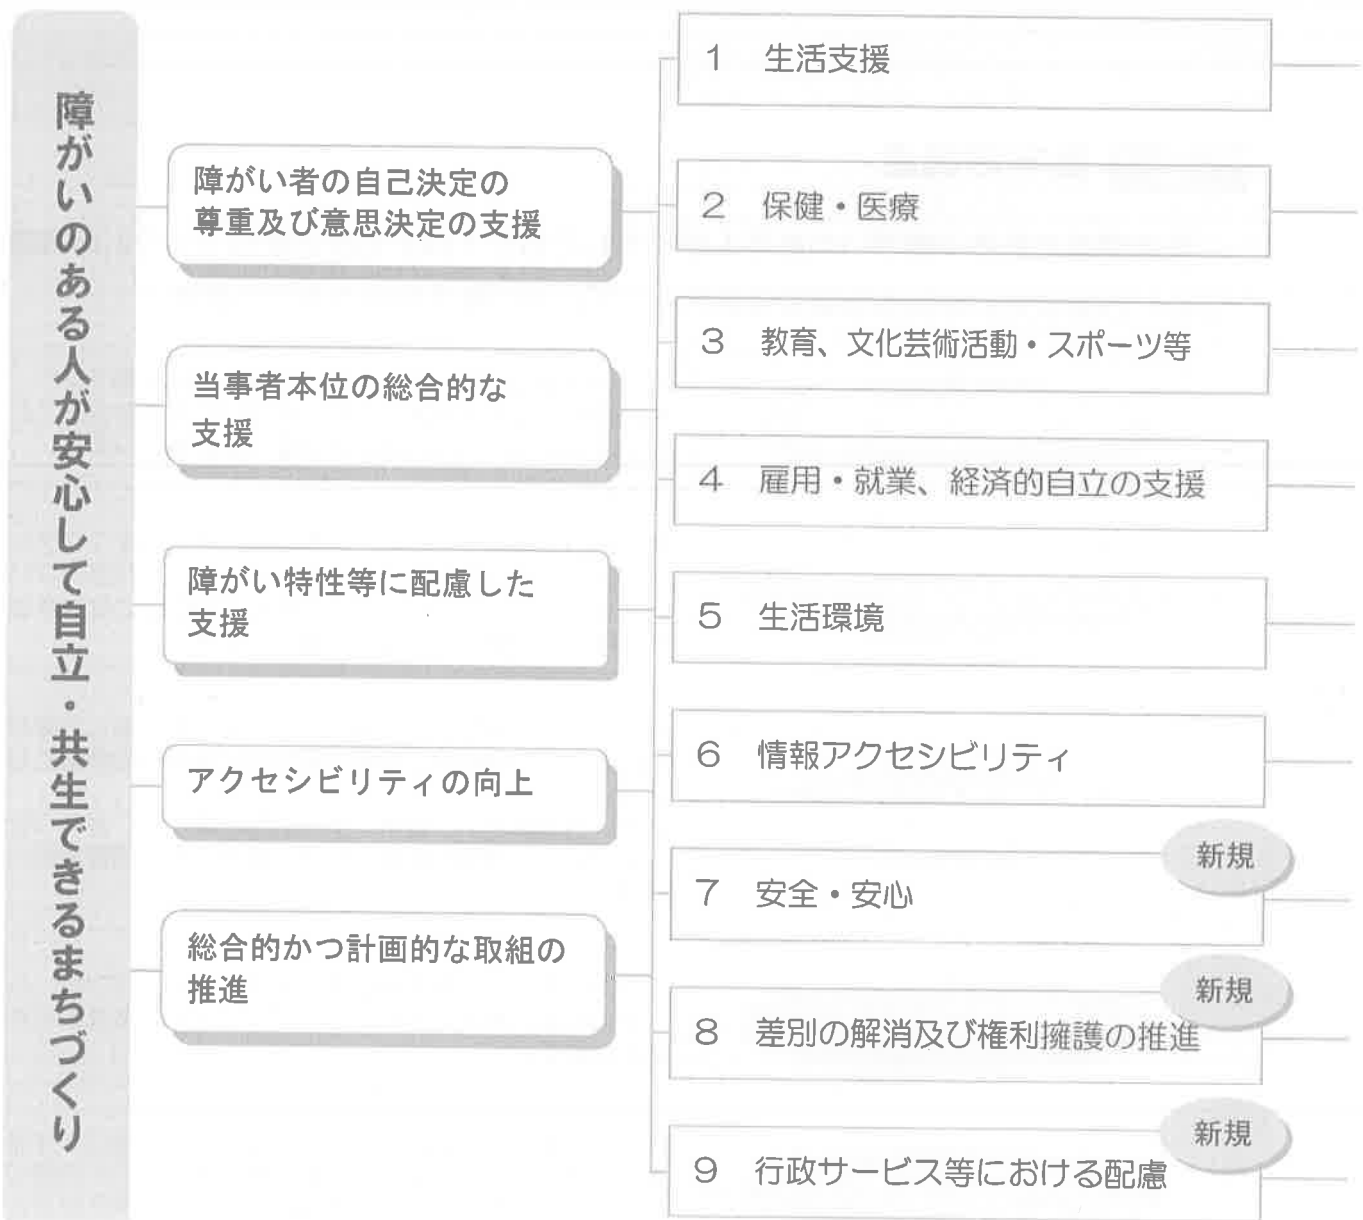 障がいのある人が安心して自立・共生できるまちづくり
障がい者の自己決定の
尊重及び意思決定の支援
当事者本位の総合的な
支援
障がい特性等に配慮した
支援
アクセシビリティの向上
総合的かつ計画的な取組の
推進
1 生活支援
2 保健・医療
3 教育、文化芸術活動・スポーツ等
4 雇用・就業、経済的自立の支援
5 生活環境
6 情報アクセシビリティ
新規
7 安全・安心
新規
8 差別の解消及び権利擁護の推進
新規
9 行政サービス等における配慮